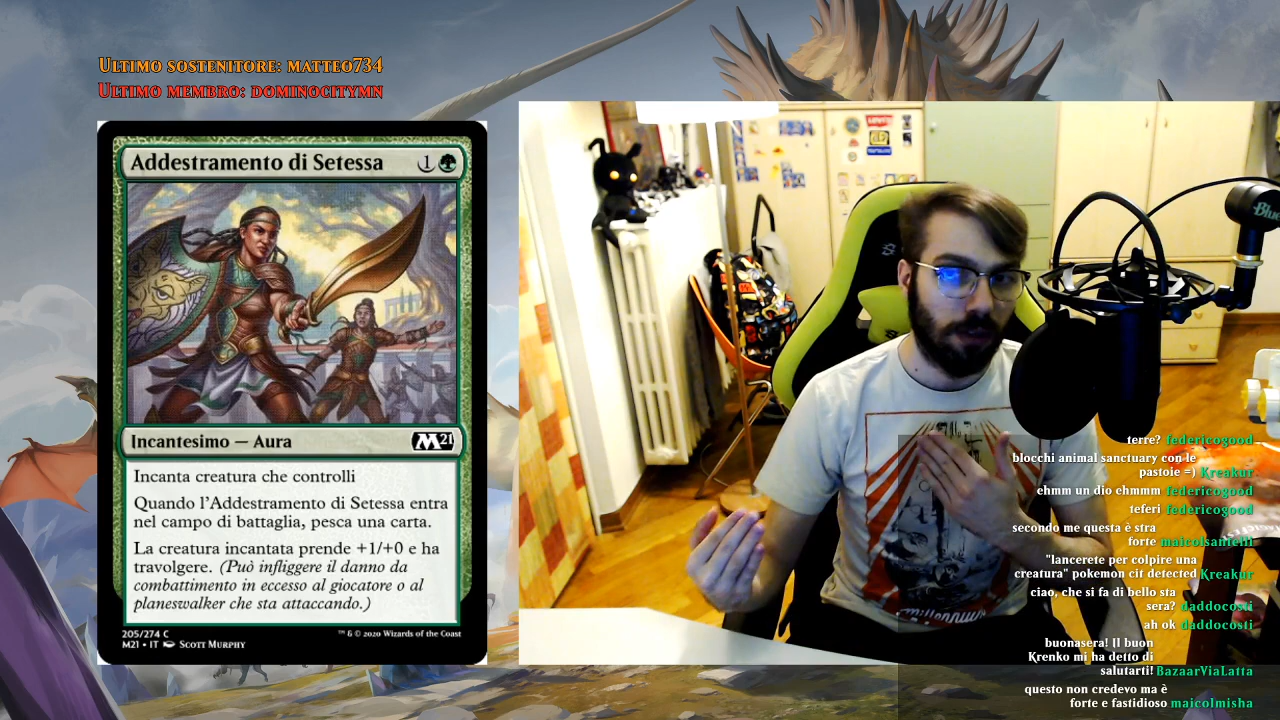 Ultimo sostenitore: matteo734
Ultimo membro: dominocitymn
Addestramento di Setessa 1
Incantesimo — Aura M21
Incanta creatura che controlli
Quando l'Addestramento di Setessa entra
nel campo di battaglia, pesca una carta.
La creatura incantata prende +1/+0 e ha
travolgere. (Può infliggere il danno da
combattimento in eccesso al giocatore o al
planeswalker che sta attaccando.)
205/274 C
M21 • IT Scott Murphy
™ & © 2020 Wizards of the Coast
Levi's
Blu
Millennium
terre? federicogood
blocchi animal sanctuary con le
pastoie =) Kreakur
ehmm un dio ehmmm federicogood
teferi federicogood
secondo me questa è stra
forte maicolsantelli
"lancerete per colpire una
creatura" pokemon cit detected Kreakur
ciao, che si fa di bello sta
sera? daddocosti
ah ok daddocosti
buonasera! Il buon
Krenko mi ha detto di
salutarti! BazaarViaLatta
questo non credevo ma è
forte e fastidioso maicolmisha